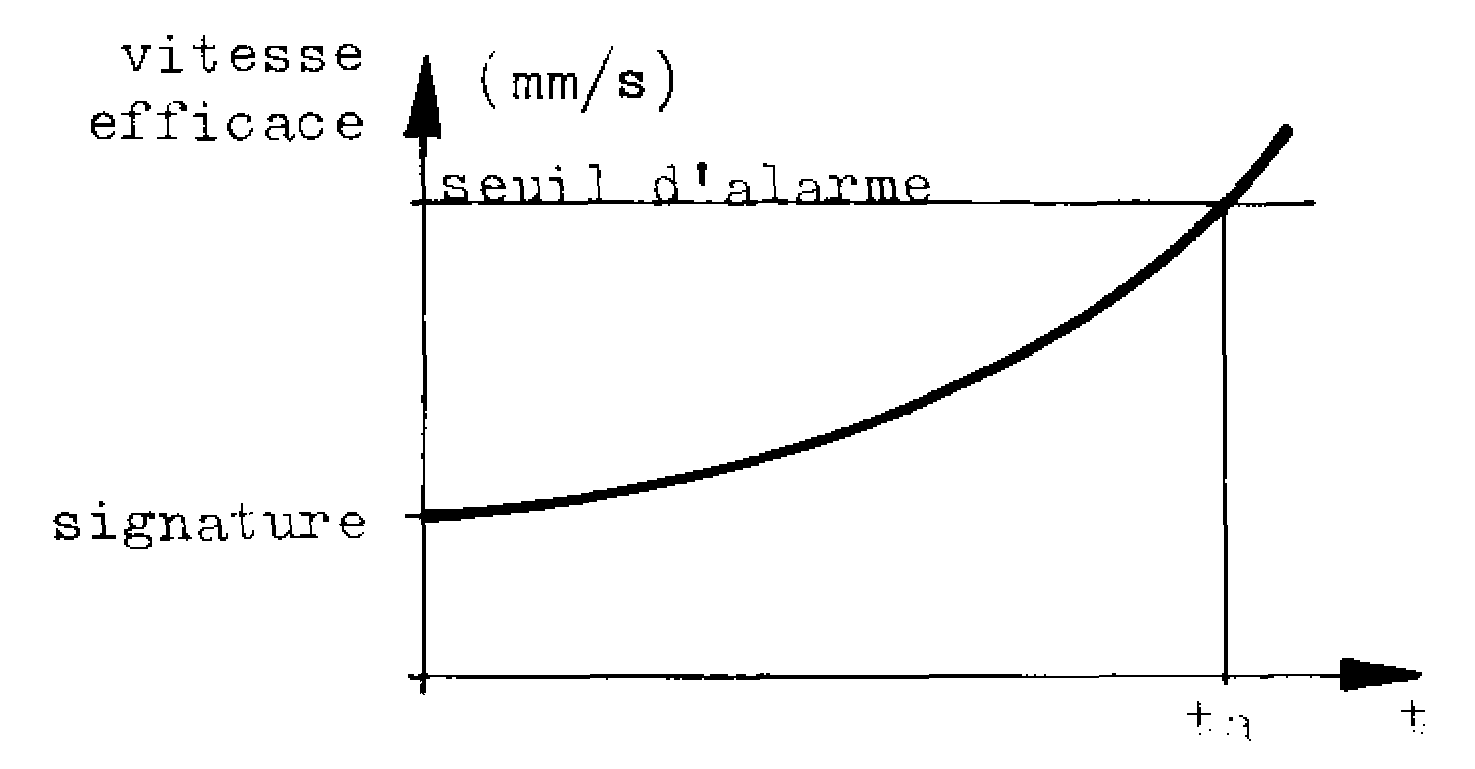 vitesse
efficace
(mm/s)
seuil d'alarme
signature
t